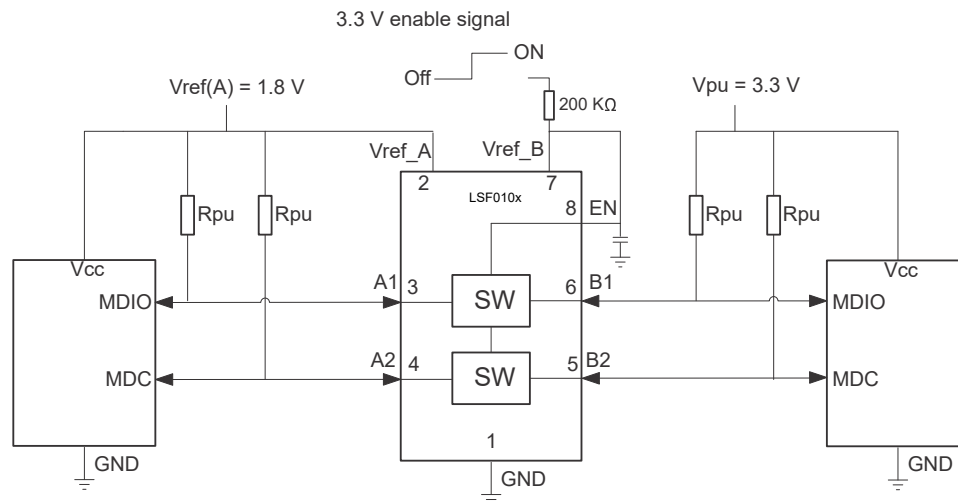 3.3 V enable signal
ON
Off
Vref(A) = 1.8 V
Vpu = 3.3 V
200 KΩ
Vref_A
Vref_B
2
7
LSF010x
8
EN
Rpu
Rpu
Rpu
Rpu
Vcc
Vcc
MDIO
A1
3
SW
6
B1
MDIO
MDC
A2
4
SW
5
B2
MDC
1
GND
GND
GND